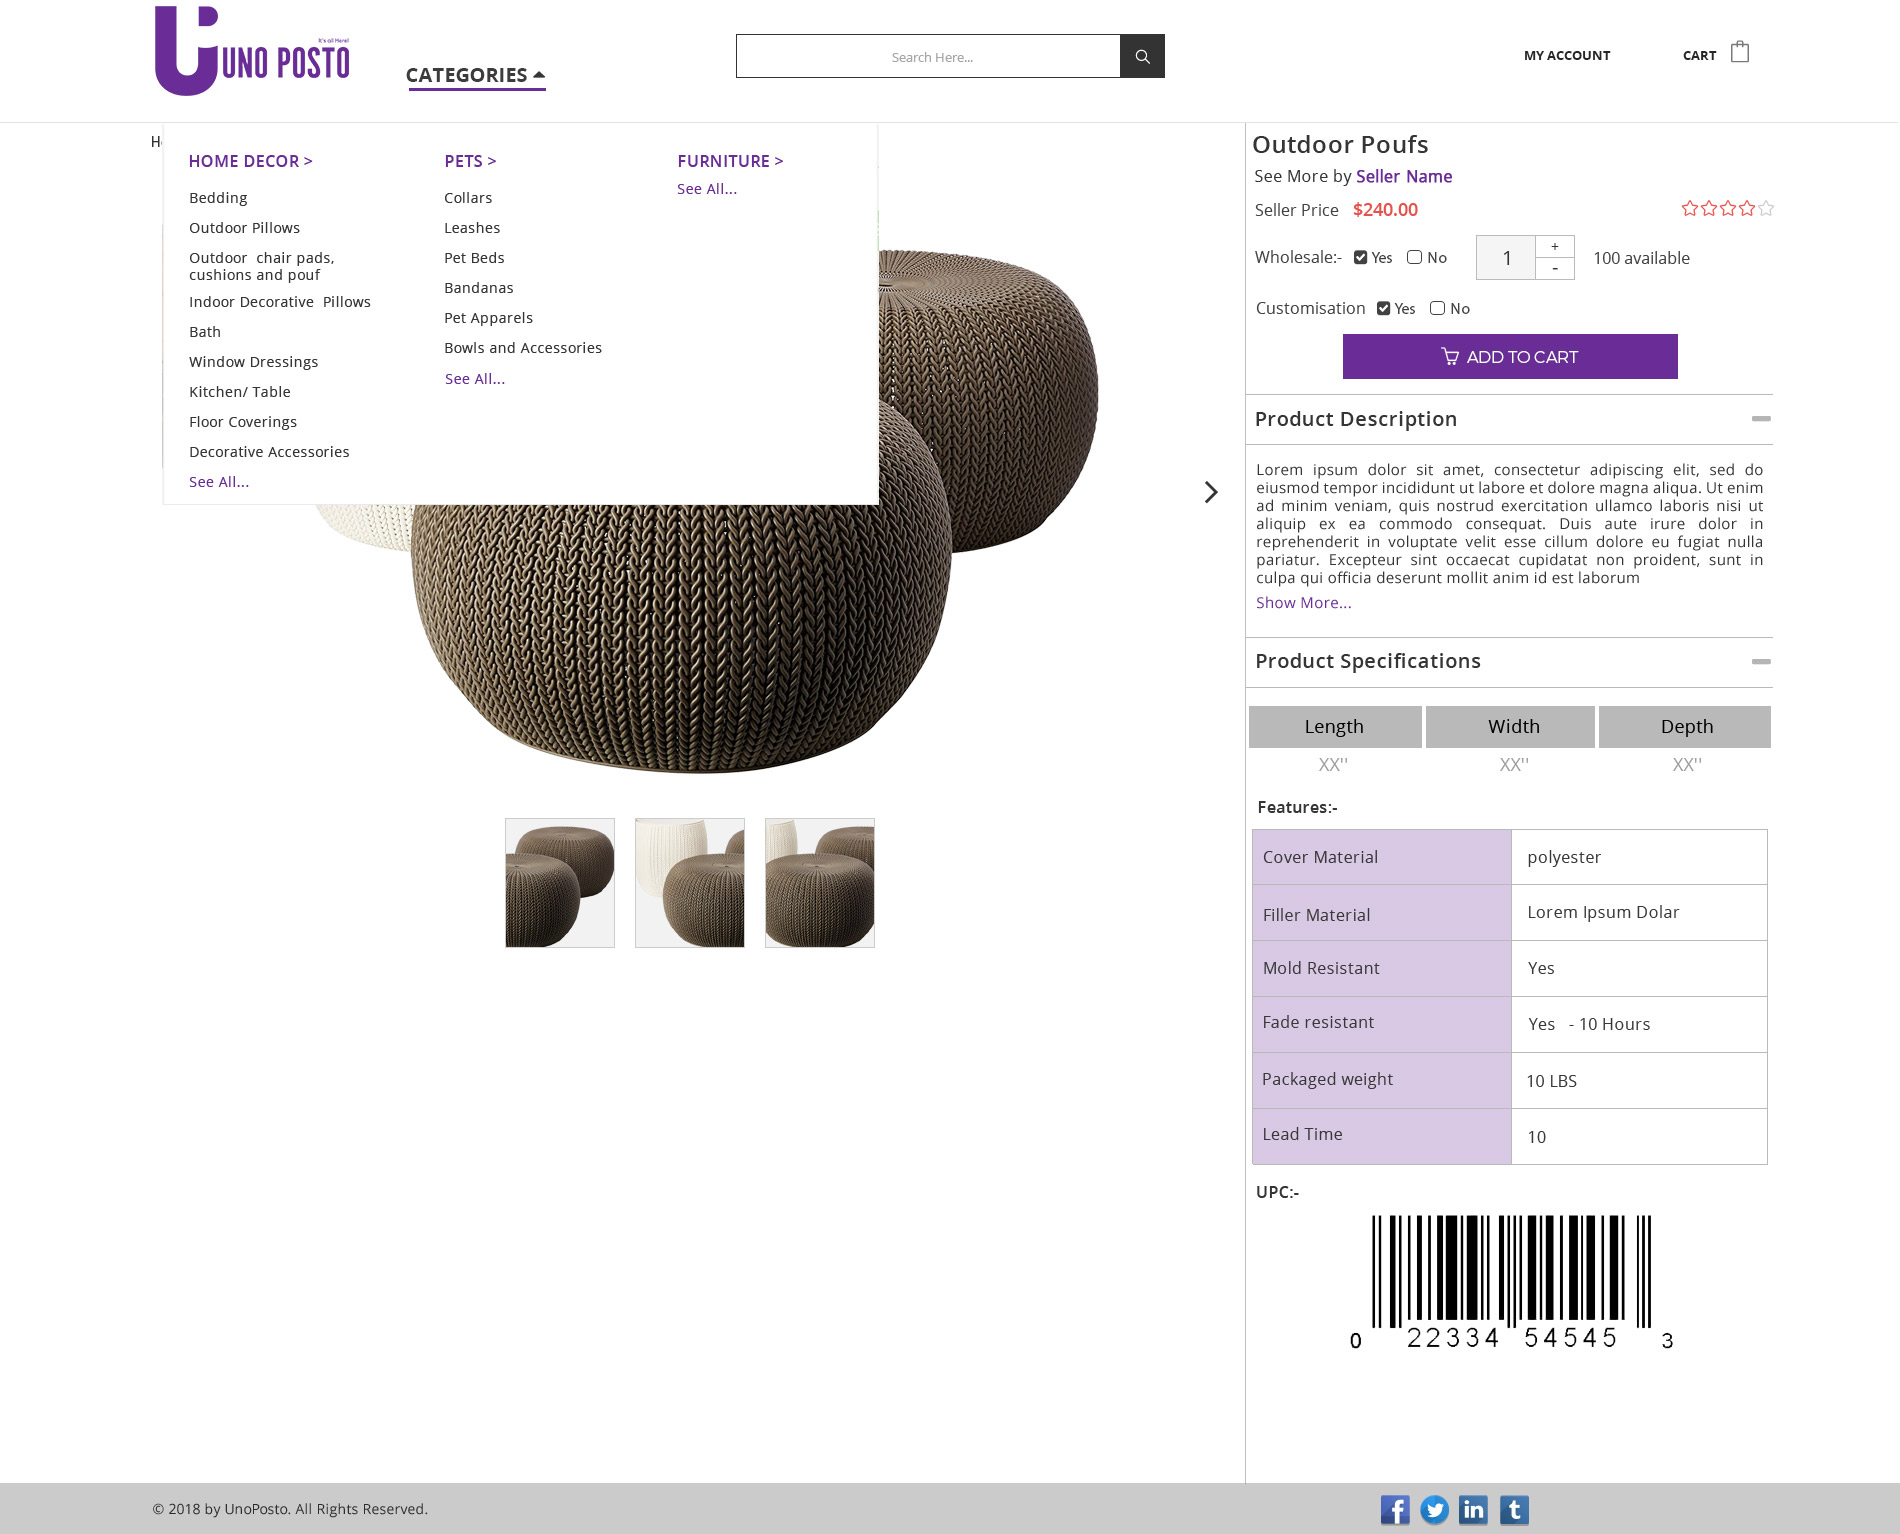 It's all Here!
UNO POSTO
CATEGORIES
Search Here...
MY ACCOUNT
CART
HOME DECOR >
Bedding
Outdoor Pillows
Outdoor  chair pads,
cushions and pouf
Indoor Decorative  Pillows
Bath
Window Dressings
Kitchen/ Table
Floor Coverings
Decorative Accessories
See All...
PETS >
Collars
Leashes
Pet Beds
Bandanas
Pet Apparels
Bowls and Accessories
See All...
FURNITURE >
See All...
Outdoor Poufs
See More by Seller Name
Seller Price $240.00
Wholesale:- Yes No 1 + - 100 available
Customisation Yes No
ADD TO CART
Product Description
Lorem ipsum dolor sit amet, consectetur adipiscing elit, sed do
eiusmod tempor incididunt ut labore et dolore magna aliqua. Ut enim
ad minim veniam, quis nostrud exercitation ullamco laboris nisi ut
aliquip ex ea commodo consequat. Duis aute irure dolor in
reprehenderit in voluptate velit esse cillum dolore eu fugiat nulla
pariatur. Excepteur sint occaecat cupidatat non proident, sunt in
culpa qui officia deserunt mollit anim id est laborum
Show More...
Product Specifications
Length Width Depth
XX'' XX'' XX''
Features:-
Cover Material polyester
Filler Material Lorem Ipsum Dolar
Mold Resistant Yes
Fade resistant Yes - 10 Hours
Packaged weight 10 LBS
Lead Time 10
UPC:-
0 22334 54545 3
© 2018 by UnoPosto. All Rights Reserved.